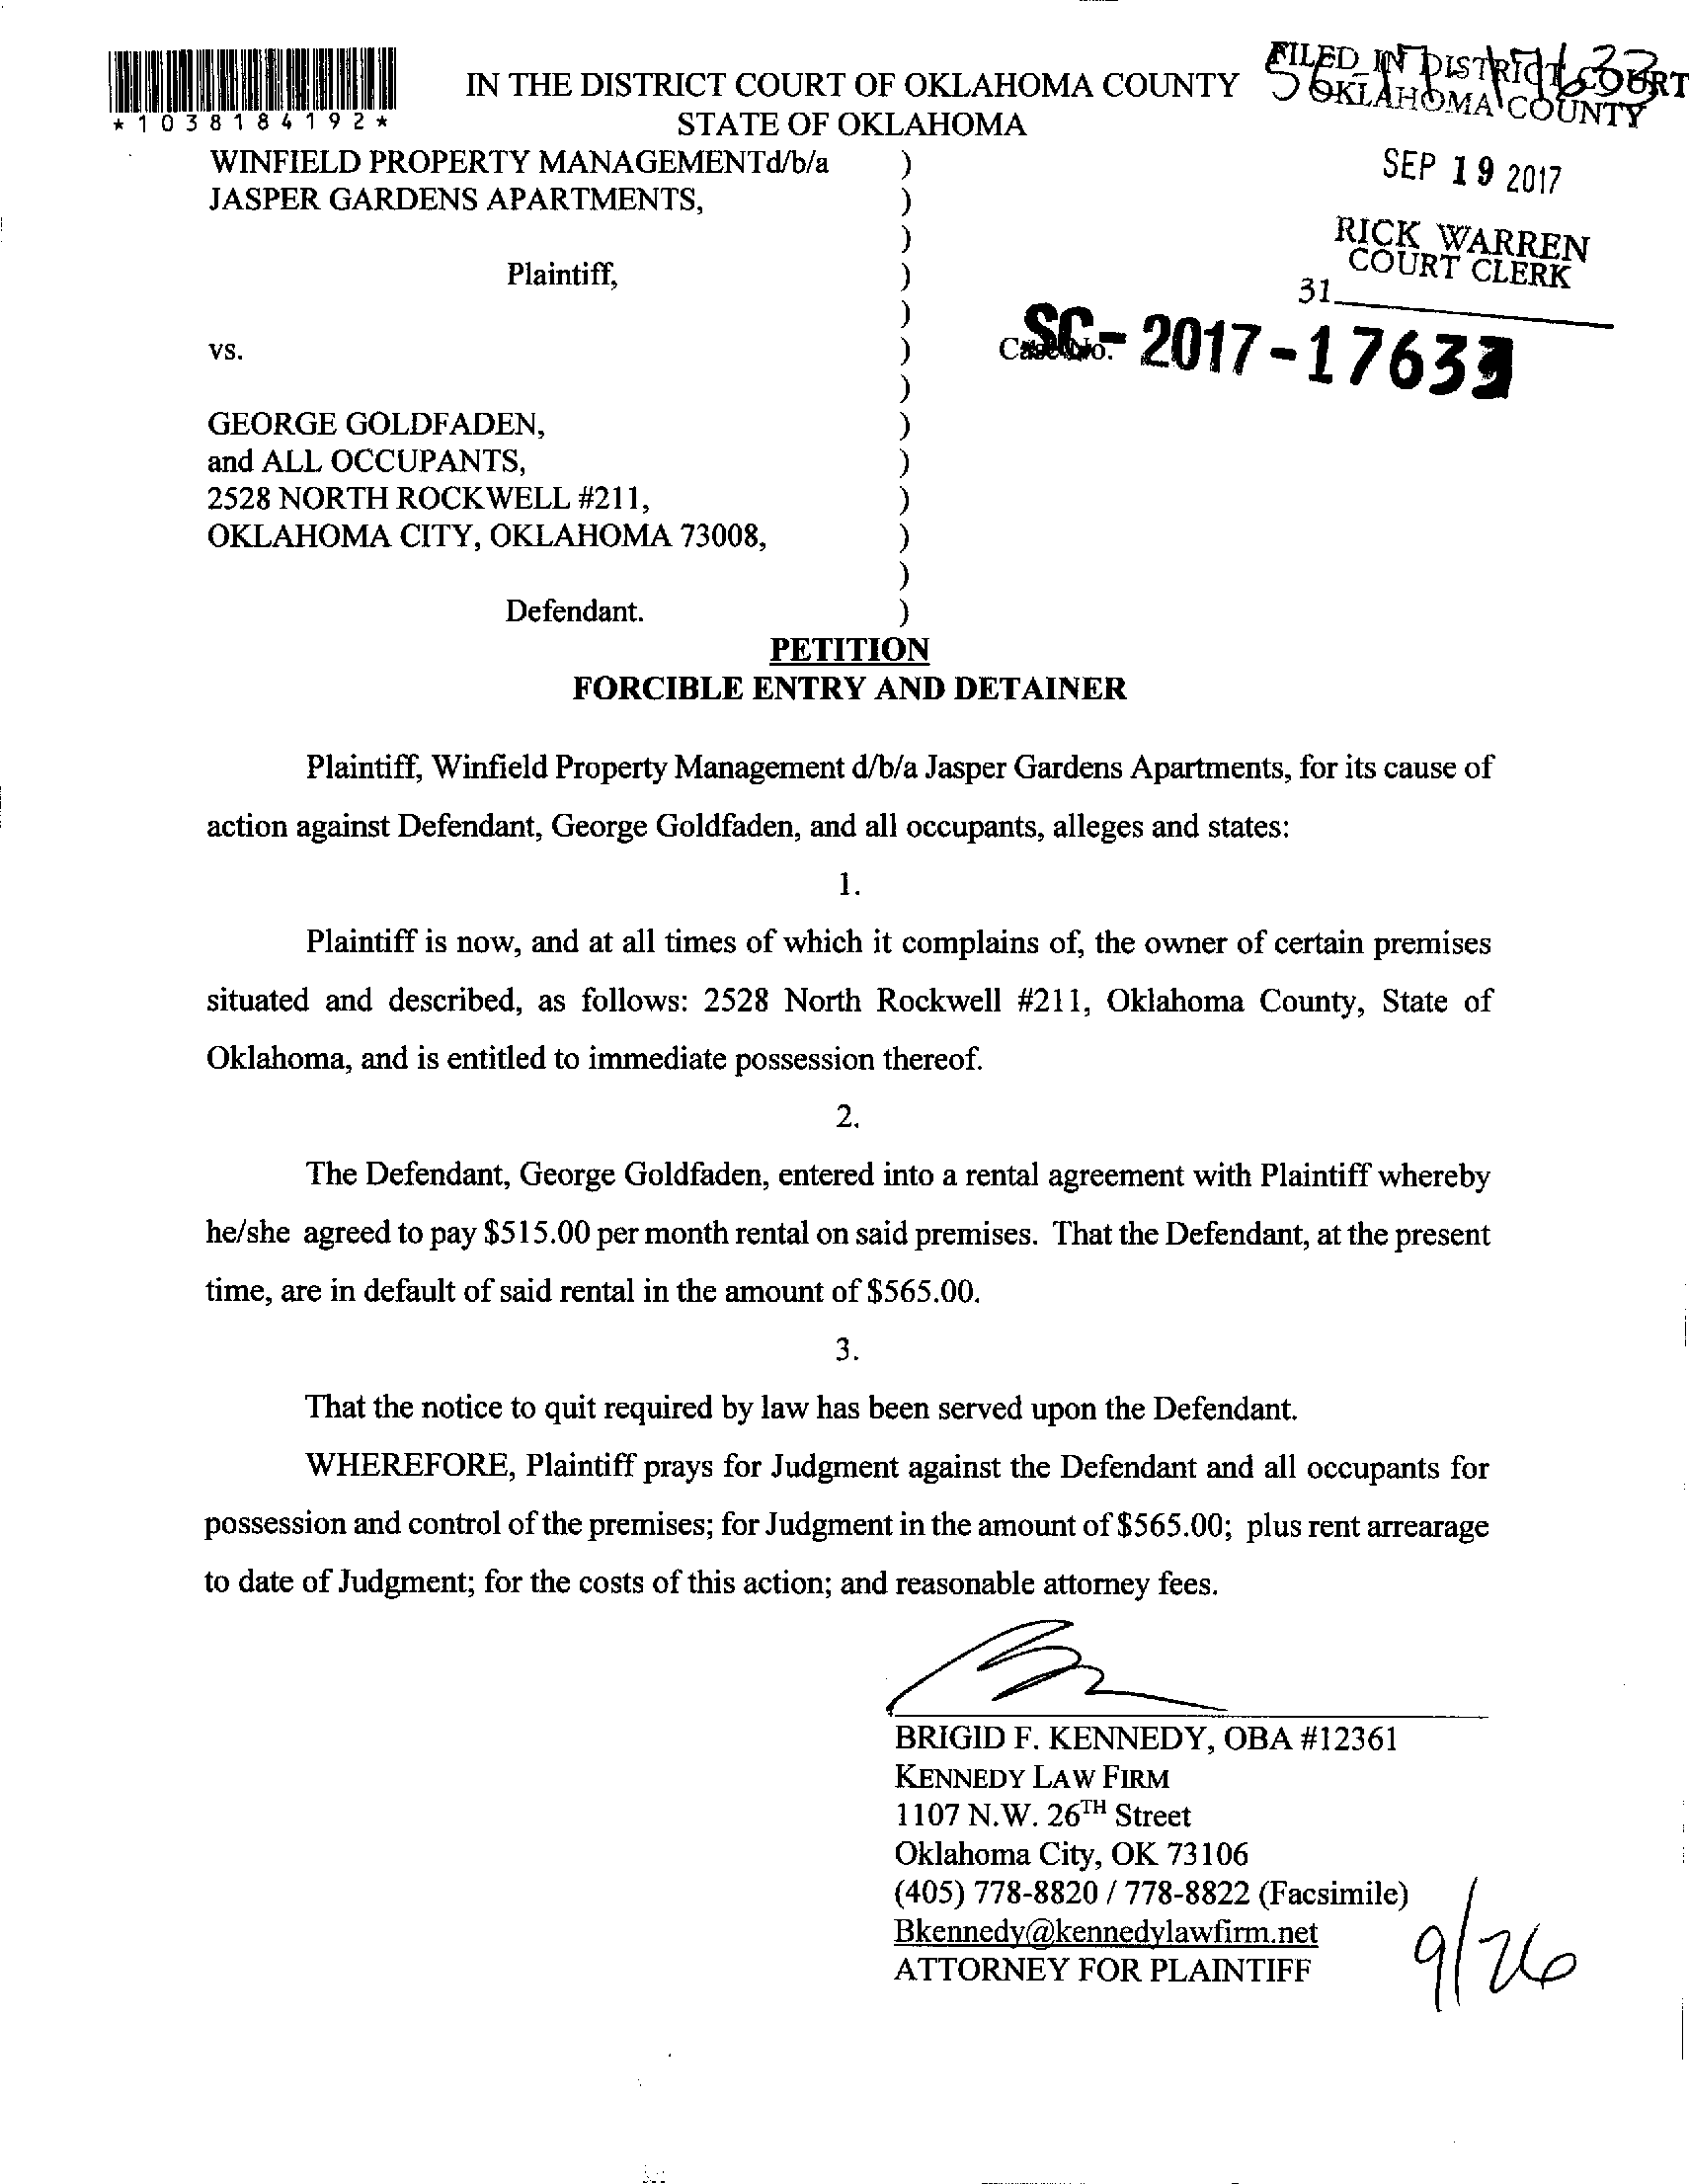 *1038184192*
IN THE DISTRICT COURT OF OKLAHOMA COUNTY
STATE OF OKLAHOMA
FILED IN DISTRICT COURT
OKLAHOMA COUNTY
SEP 19 2017
RICK WARREN
COURT CLERK
31
WINFIELD PROPERTY MANAGEMENTd/b/a )
JASPER GARDENS APARTMENTS, )
)
Plaintiff, )
)
vs. ) Case No. SC-2017-17633
)
GEORGE GOLDFADEN, )
and ALL OCCUPANTS, )
2528 NORTH ROCKWELL #211, )
OKLAHOMA CITY, OKLAHOMA 73008, )
)
Defendant. )
PETITION
FORCIBLE ENTRY AND DETAINER
Plaintiff, Winfield Property Management d/b/a Jasper Gardens Apartments, for its cause of
action against Defendant, George Goldfaden, and all occupants, alleges and states:
1.
Plaintiff is now, and at all times of which it complains of, the owner of certain premises
situated and described, as follows: 2528 North Rockwell #211, Oklahoma County, State of
Oklahoma, and is entitled to immediate possession thereof.
2.
The Defendant, George Goldfaden, entered into a rental agreement with Plaintiff whereby
he/she agreed to pay $515.00 per month rental on said premises. That the Defendant, at the present
time, are in default of said rental in the amount of $565.00.
3.
That the notice to quit required by law has been served upon the Defendant.
WHEREFORE, Plaintiff prays for Judgment against the Defendant and all occupants for
possession and control of the premises; for Judgment in the amount of $565.00; plus rent arrearage
to date of Judgment; for the costs of this action; and reasonable attorney fees.
BRIGID F. KENNEDY, OBA #12361
KENNEDY LAW FIRM
1107 N.W. 26TH Street
Oklahoma City, OK 73106
(405) 778-8820 / 778-8822 (Facsimile)
Bkennedy@kennedylawfirm.net
ATTORNEY FOR PLAINTIFF
9/26